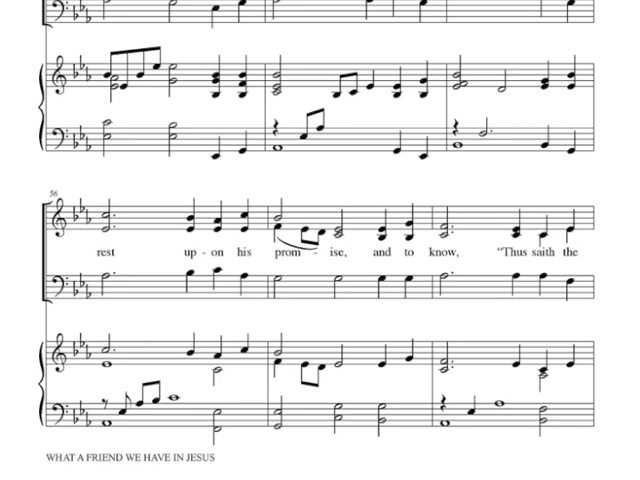 56
rest up - on his prom - ise, and to know, “Thus saith the
WHAT A FRIEND WE HAVE IN JESUS